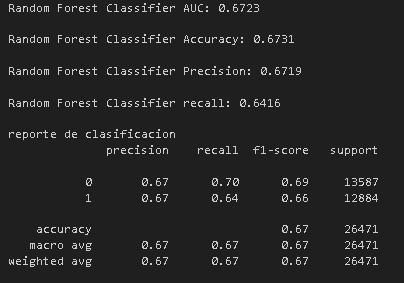 Random Forest Classifier AUC: 0.6723
Random Forest Classifier Accuracy: 0.6731
Random Forest Classifier Precision: 0.6719
Random Forest Classifier recall: 0.6416
reporte de clasificacion
precision recall f1-score support
0 0.67 0.70 0.69 13587
1 0.67 0.64 0.66 12884
accuracy 0.67 26471
macro avg 0.67 0.67 0.67 26471
weighted avg 0.67 0.67 0.67 26471